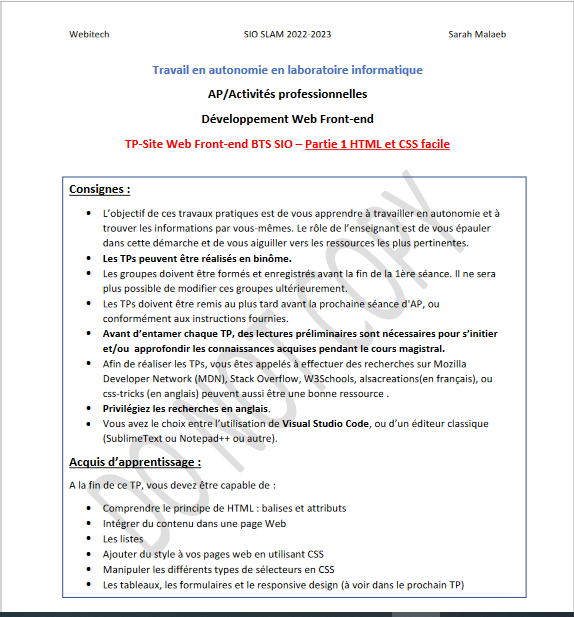 Webitech SIO SLAM 2022-2023 Sarah Malaeb
Travail en autonomie en laboratoire informatique
AP/Activités professionnelles
Développement Web Front-end
TP-Site Web Front-end BTS SIO – Partie 1 HTML et CSS facile
Consignes :
• L’objectif de ces travaux pratiques est de vous apprendre à travailler en autonomie et à
trouver les informations par vous-mêmes. Le rôle de l’enseignant est de vous épauler
dans cette démarche et de vous aiguiller vers les ressources les plus pertinentes.
• Les TPs peuvent être réalisés en binôme.
• Les groupes doivent être formés et enregistrés avant la fin de la 1ère séance. Il ne sera
plus possible de modifier ces groupes ultérieurement.
• Les TPs doivent être remis au plus tard avant la prochaine séance d'AP, ou
conformément aux instructions fournies.
• Avant d’entamer chaque TP, des lectures préliminaires sont nécessaires pour s’initier
et/ou approfondir les connaissances acquises pendant le cours magistral.
• Afin de réaliser les TPs, vous êtes appelés à effectuer des recherches sur Mozilla
Developer Network (MDN), Stack Overflow, W3Schools, alsacreations(en français), ou
css-tricks (en anglais) peuvent aussi être une bonne ressource .
• Privilégiez les recherches en anglais.
• Vous avez le choix entre l’utilisation de Visual Studio Code, ou d’un éditeur classique
(SublimeText ou Notepad++ ou autre).
Acquis d’apprentissage :
A la fin de ce TP, vous devez être capable de :
• Comprendre le principe de HTML : balises et attributs
• Intégrer du contenu dans une page Web
• Les listes
• Ajouter du style à vos pages web en utilisant CSS
• Manipuler les différents types de sélecteurs en CSS
• Les tableaux, les formulaires et le responsive design (à voir dans le prochain TP)
DO NOT COPY